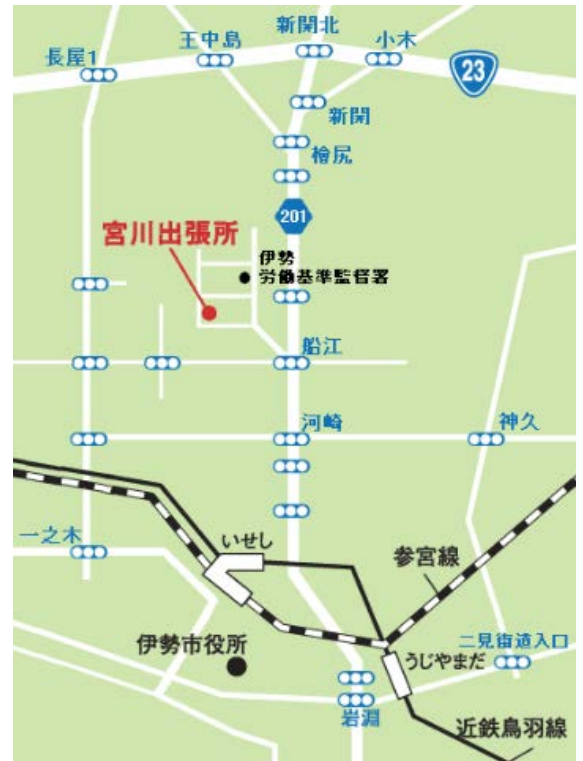 新開北
王中島
小木
長屋1
23
新開
檜尻
201
宮川出張所
伊勢
労働基準監督署
船江
河崎
神久
いせし
一之木
参宮線
伊勢市役所
うじやまだ
二見街道入口
岩淵
近鉄鳥羽線